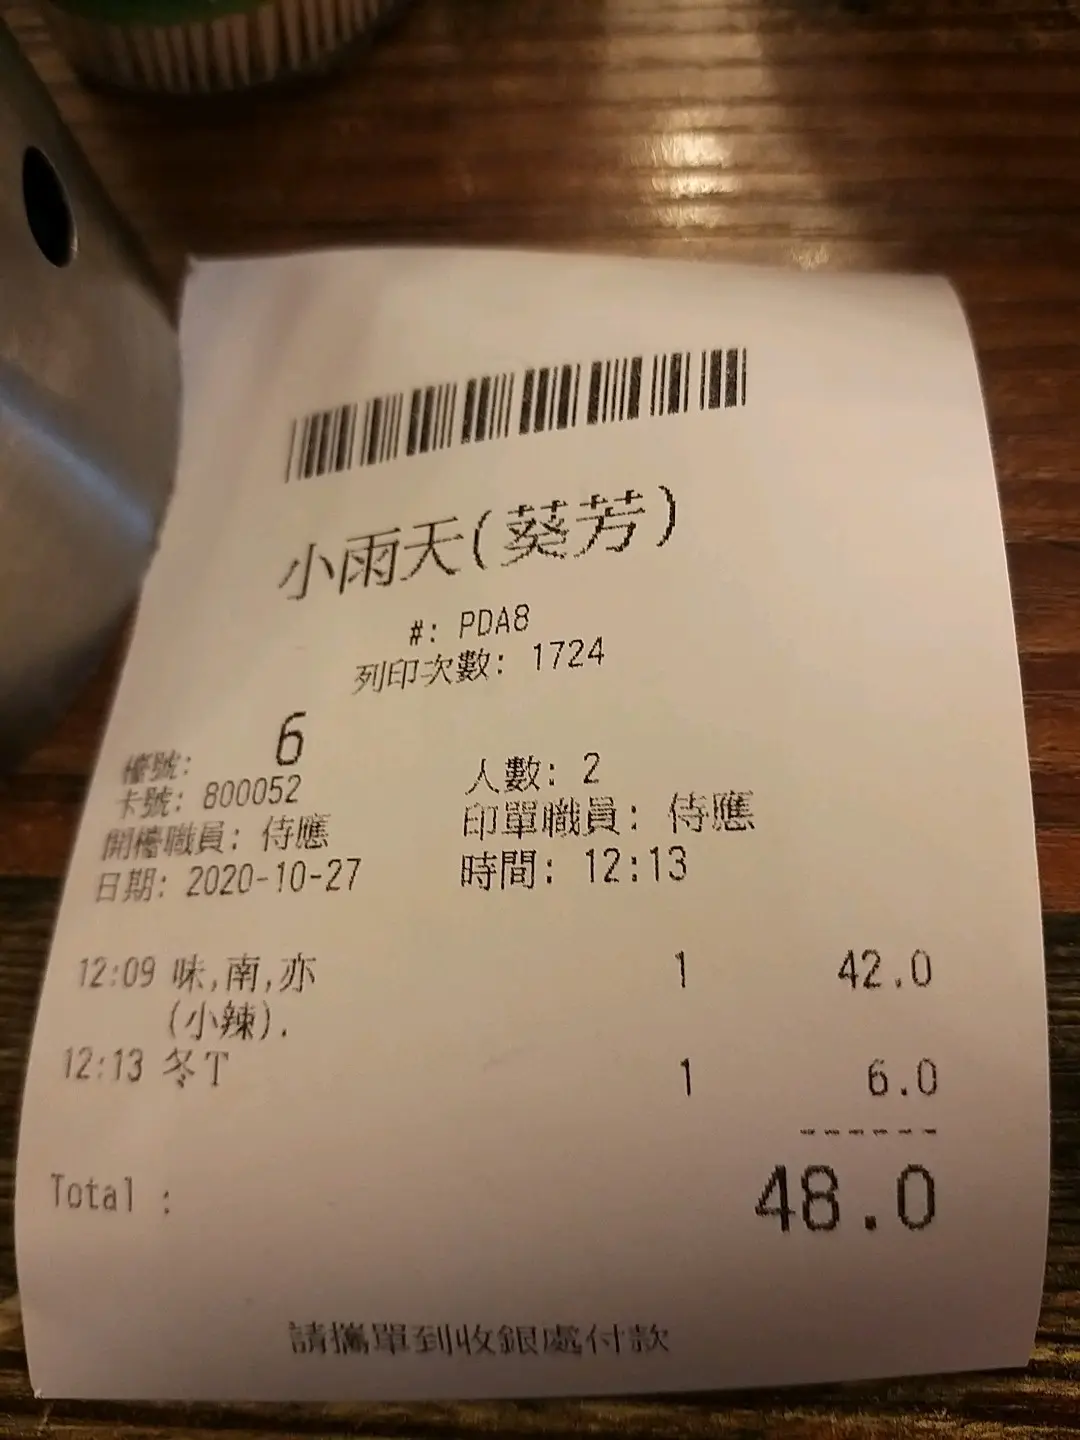 小雨天(葵芳)
#: PDA8
列印次數: 1724
檯號: 6
人數: 2
卡號: 800052
開檯職員: 侍應
印單職員: 侍應
日期: 2020-10-27
時間: 12:13
12:09 味,南,亦 1 42.0
(小辣).
12:13 冬T 1 6.0
------
Total : 48.0
請攜單到收銀處付款